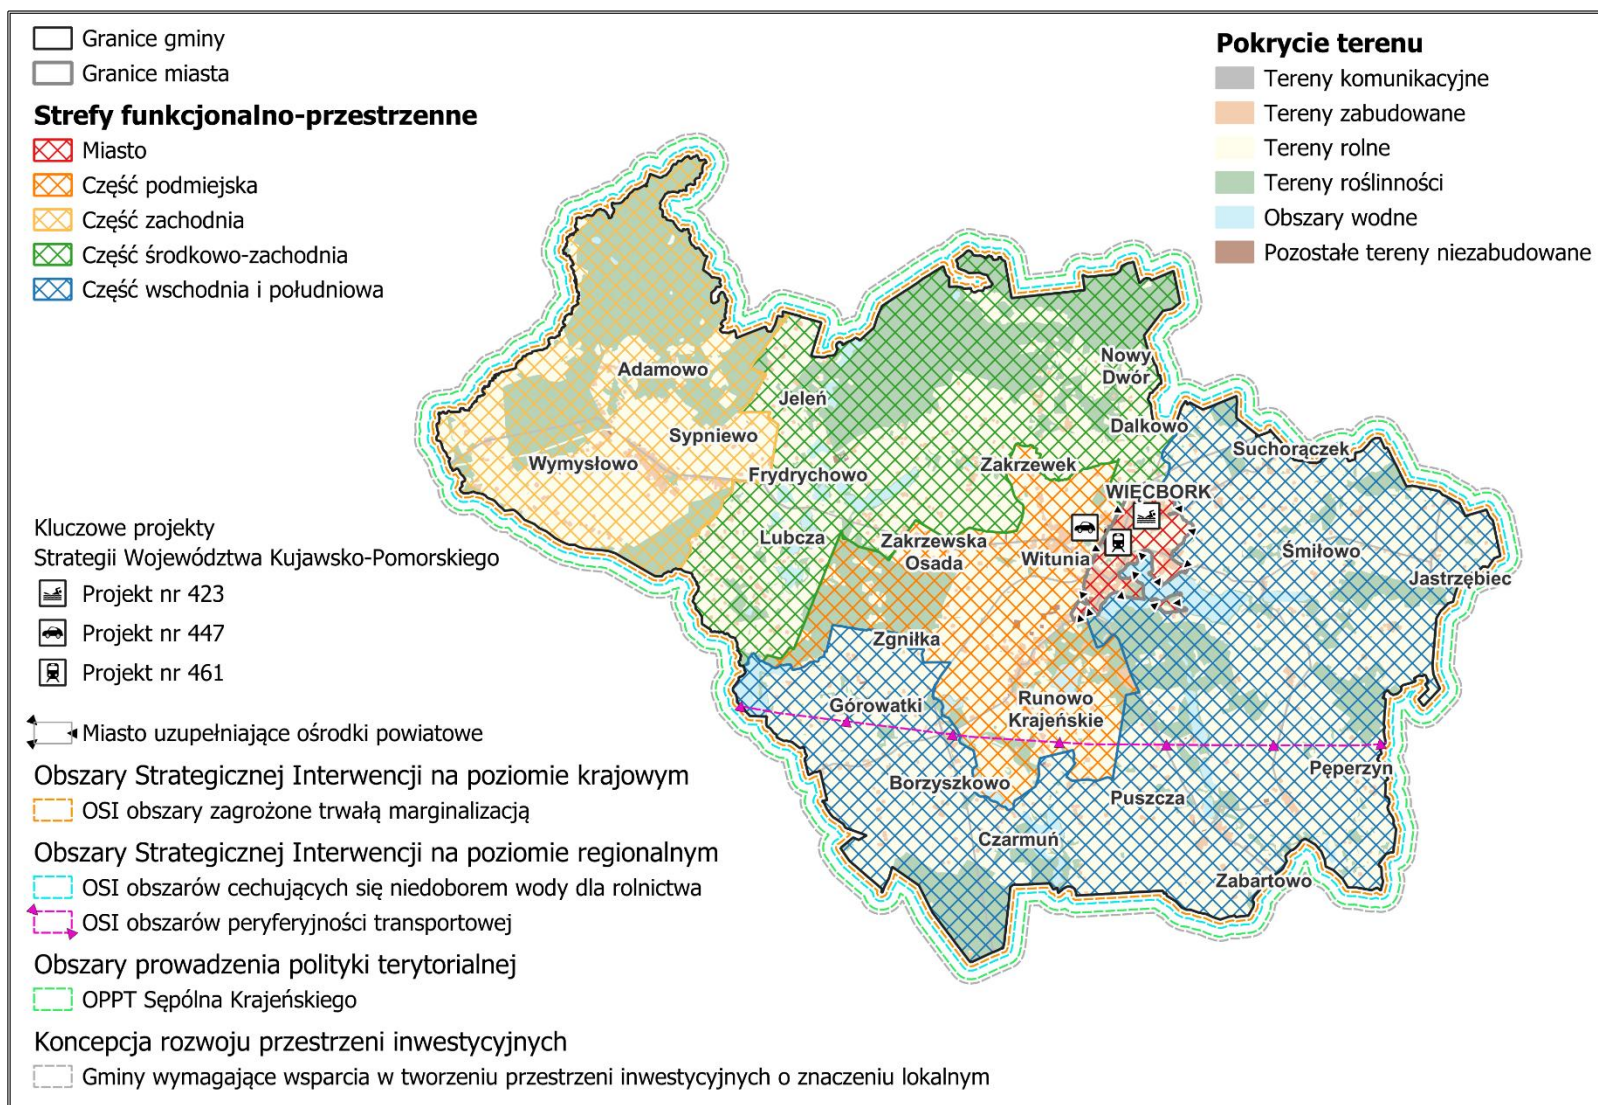 Granice gminy
Granice miasta
Strefy funkcjonalno-przestrzenne
Miasto
Część podmiejska
Część zachodnia
Część środkowo-zachodnia
Część wschodnia i południowa
Pokrycie terenu
Tereny komunikacyjne
Tereny zabudowane
Tereny rolne
Tereny roślinności
Obszary wodne
Pozostałe tereny niezabudowane
Adamowo
Jeleń
Nowy
Dwór
Sypniewo
Dalkowo
Wymysłowo
Frydrychowo
Zakrzewek
Suchorączek
WIĘCBORK
Lubcza
Zakrzewska
Osada
Witunia
Śmiłowo
Jastrzębiec
Zgniłka
Górowatki
Runowo
Krajeńskie
Borzyszkowo
Puszcza
Pęperzyn
Czarmuń
Zabartowo
Kluczowe projekty
Strategii Województwa Kujawsko-Pomorskiego
Projekt nr 423
Projekt nr 447
Projekt nr 461
Miasto uzupełniające ośrodki powiatowe
Obszary Strategicznej Interwencji na poziomie krajowym
OSI obszary zagrożone trwałą marginalizacją
Obszary Strategicznej Interwencji na poziomie regionalnym
OSI obszarów cechujących się niedoborem wody dla rolnictwa
OSI obszarów peryferyjności transportowej
Obszary prowadzenia polityki terytorialnej
OPPT Sępólna Krajeńskiego
Koncepcja rozwoju przestrzeni inwestycyjnych
Gminy wymagające wsparcia w tworzeniu przestrzeni inwestycyjnych o znaczeniu lokalnym